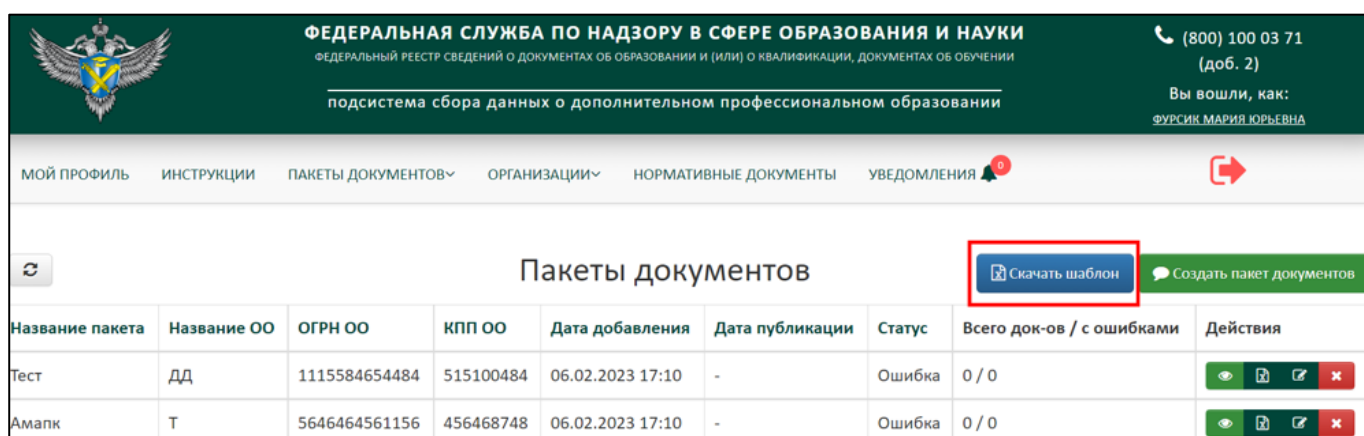 ФЕДЕРАЛЬНАЯ СЛУЖБА ПО НАДЗОРУ В СФЕРЕ ОБРАЗОВАНИЯ И НАУКИ
ФЕДЕРАЛЬНЫЙ РЕЕСТР СВЕДЕНИЙ О ДОКУМЕНТАХ ОБ ОБРАЗОВАНИИ И (ИЛИ) О КВАЛИФИКАЦИИ, ДОКУМЕНТАХ ОБ ОБУЧЕНИИ
подсистема сбора данных о дополнительном профессиональном образовании
(800) 100 03 71
(доб. 2)
Вы вошли, как:
ФУРСИК МАРИЯ ЮРЬЕВНА
МОЙ ПРОФИЛЬ ИНСТРУКЦИИ ПАКЕТЫ ДОКУМЕНТОВ ОРГАНИЗАЦИИ НОРМАТИВНЫЕ ДОКУМЕНТЫ УВЕДОМЛЕНИЯ 0
Пакеты документов Скачать шаблон Создать пакет документов
Название пакета Название ОО ОГРН ОО КПП ОО Дата добавления Дата публикации Статус Всего док-ов / с ошибками Действия
Тест ДД 1115584654484 515100484 06.02.2023 17:10 - Ошибка 0 / 0
Амапк Т 5646464561156 456468748 06.02.2023 17:10 - Ошибка 0 / 0